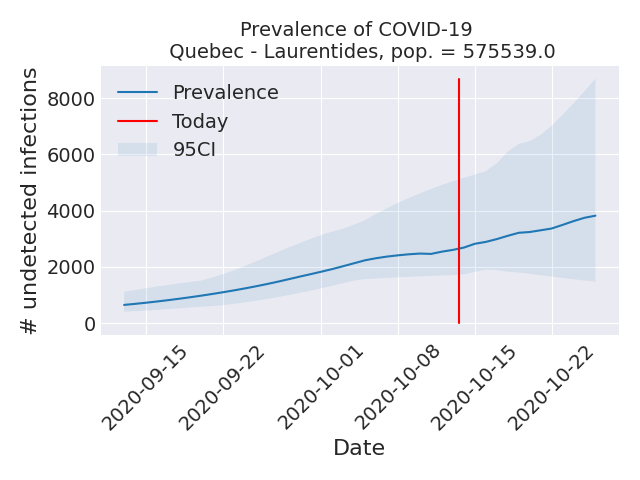 Prevalence of COVID-19
Quebec - Laurentides, pop. = 575539.0
# undetected infections
8000
6000
4000
2000
0
Prevalence
Today
95CI
2020-09-15
2020-09-22
2020-10-01
2020-10-08
2020-10-15
2020-10-22
Date